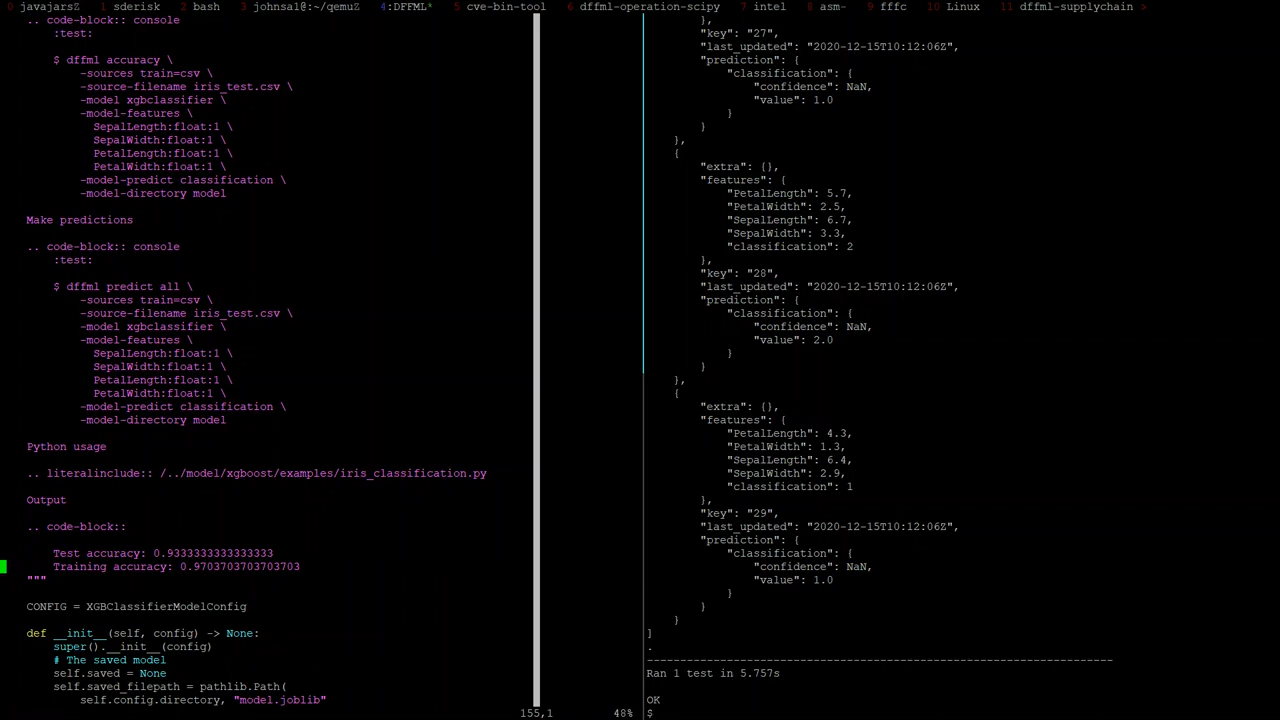 0 javajarsZ  1 sderisk  2 bash  3 johnsal@:~/qemuZ  4:DFFML*  5 cve-bin-tool  6 dffml-operation-scipy  7 intel  8 asm-  9 fffc  10 Linux  11 dffml-supplychain >
.. code-block:: console
    :test:
    $ dffml accuracy \
        -sources train=csv \
        -source-filename iris_test.csv \
        -model xgbclassifier \
        -model-features \
          SepalLength:float:1 \
          SepalWidth:float:1 \
          PetalLength:float:1 \
          PetalWidth:float:1 \
        -model-predict classification \
        -model-directory model
Make predictions
.. code-block:: console
    :test:
    $ dffml predict all \
        -sources train=csv \
        -source-filename iris_test.csv \
        -model xgbclassifier \
        -model-features \
          SepalLength:float:1 \
          SepalWidth:float:1 \
          PetalLength:float:1 \
          PetalWidth:float:1 \
        -model-predict classification \
        -model-directory model
Python usage
.. literalinclude:: /../model/xgboost/examples/iris_classification.py
Output
.. code-block::
    Test accuracy: 0.9333333333333333
    Training accuracy: 0.9703703703703703
"""
CONFIG = XGBClassifierModelConfig
def __init__(self, config) -> None:
    super().__init__(config)
    # The saved model
    self.saved = None
    self.saved_filepath = pathlib.Path(
        self.config.directory, "model.joblib"
155,1    48%
        },
        "key": "27",
        "last_updated": "2020-12-15T10:12:06Z",
        "prediction": {
            "classification": {
                "confidence": NaN,
                "value": 1.0
            }
        }
    },
    {
        "extra": {},
        "features": {
            "PetalLength": 5.7,
            "PetalWidth": 2.5,
            "SepalLength": 6.7,
            "SepalWidth": 3.3,
            "classification": 2
        },
        "key": "28",
        "last_updated": "2020-12-15T10:12:06Z",
        "prediction": {
            "classification": {
                "confidence": NaN,
                "value": 2.0
            }
        }
    },
    {
        "extra": {},
        "features": {
            "PetalLength": 4.3,
            "PetalWidth": 1.3,
            "SepalLength": 6.4,
            "SepalWidth": 2.9,
            "classification": 1
        },
        "key": "29",
        "last_updated": "2020-12-15T10:12:06Z",
        "prediction": {
            "classification": {
                "confidence": NaN,
                "value": 1.0
            }
        }
    }
]
.
----------------------------------------------------------------------
Ran 1 test in 5.757s
OK
$